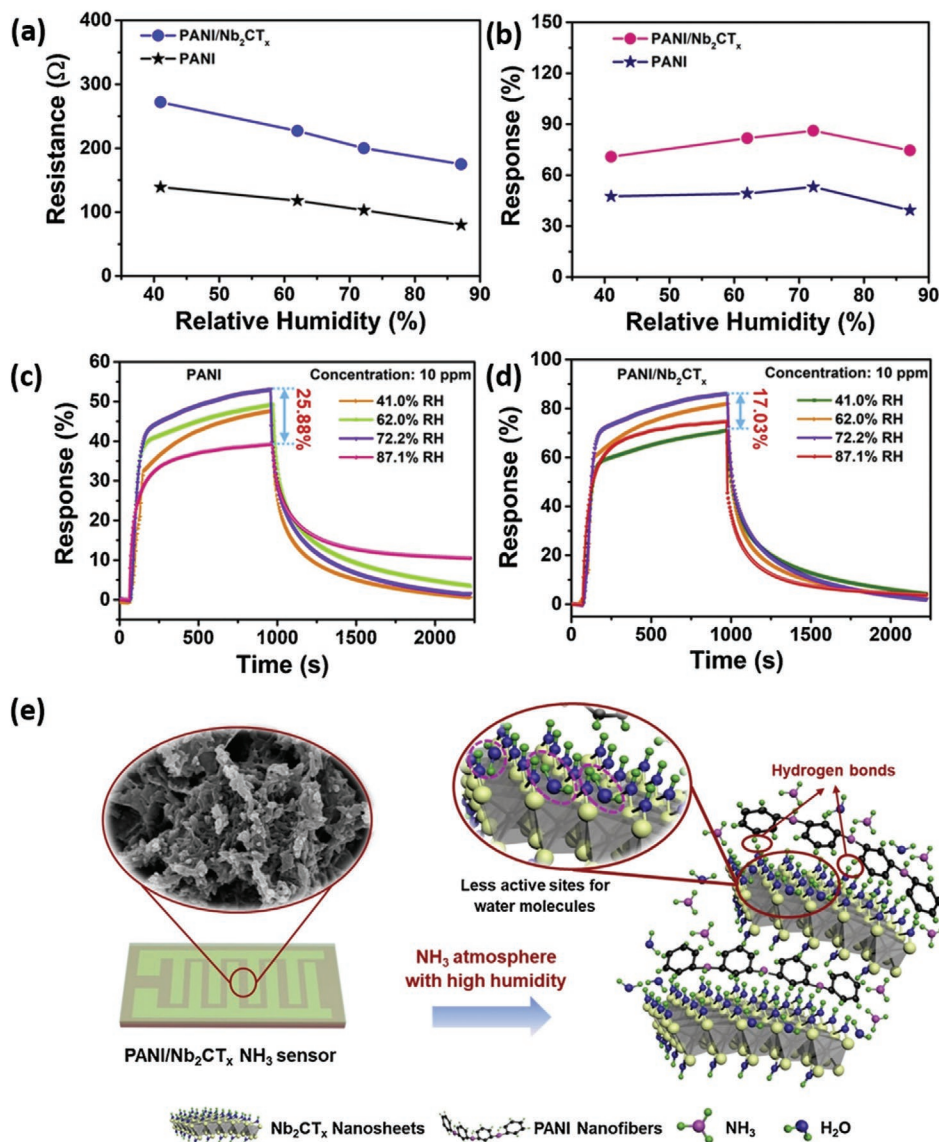 (a)
400
300
200
100
0
Resistance (Ω)
PANI/Nb₂CTₓ
PANI
40 50 60 70 80 90
Relative Humidity (%)
(b)
150
120
90
60
30
0
Response (%)
PANI/Nb₂CTₓ
PANI
40 50 60 70 80 90
Relative Humidity (%)
(c)
60
50
40
30
20
10
0
Response (%)
PANI
Concentration: 10 ppm
41.0% RH
62.0% RH
72.2% RH
87.1% RH
25.88%
0 500 1000 1500 2000
Time (s)
(d)
100
80
60
40
20
0
Response (%)
PANI/Nb₂CTₓ
Concentration: 10 ppm
41.0% RH
62.0% RH
72.2% RH
87.1% RH
17.03%
0 500 1000 1500 2000
Time (s)
(e)
Hydrogen bonds
Less active sites for
water molecules
NH₃ atmosphere
with high humidity
PANI/Nb₂CTₓ NH₃ sensor
Nb₂CTₓ Nanosheets PANI Nanofibers NH₃ H₂O